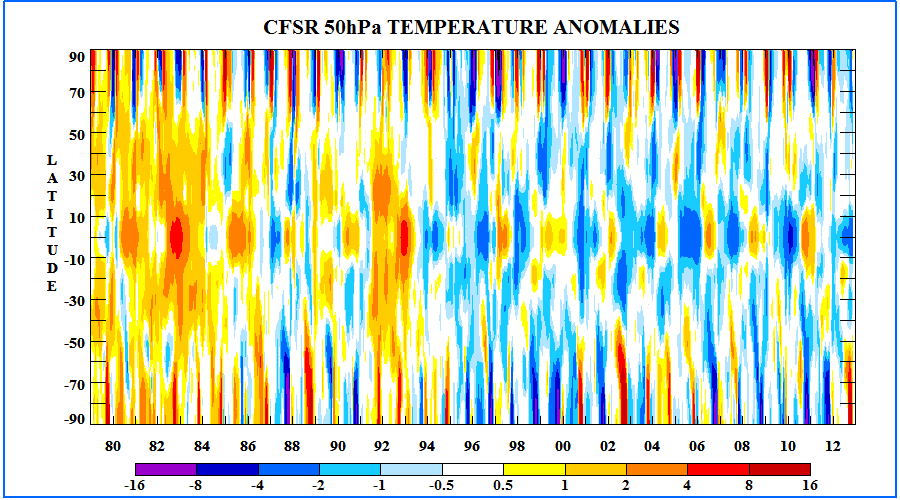 CFSR 50hPa TEMPERATURE ANOMALIES
90
70
50
30
10
-10
-30
-50
-70
-90
L
A
T
I
T
U
D
E
80 82 84 86 88 90 92 94 96 98 00 02 04 06 08 10 12
-16 -8 -4 -2 -1 -0.5 0.5 1 2 4 8 16